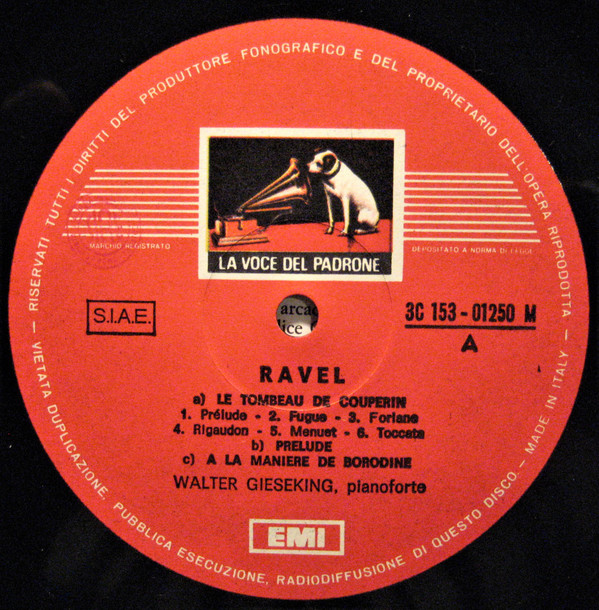 RISERVATI TUTTI I DIRITTI DEL PRODUTTORE FONOGRAFICO E DEL PROPRIETARIO DELL'OPERA RIPRODOTTA — MADE IN ITALY —
VIETATA DUPLICAZIONE, PUBBLICA ESECUZIONE, RADIODIFFUSIONE DI QUESTO DISCO. —
MARCHIO REGISTRATO
DEPOSITATO A NORMA DI LEGGE
LA VOCE DEL PADRONE
S.I.A.E.
3C 153-01250 M
A
RAVEL
a) LE TOMBEAU DE COUPERIN
1. Prélude - 2. Fugue - 3. Forlane
4. Rigaudon - 5. Menuet - 6. Toccata
b) PRELUDE
c) A LA MANIERE DE BORODINE
WALTER GIESEKING, pianoforte
EMI